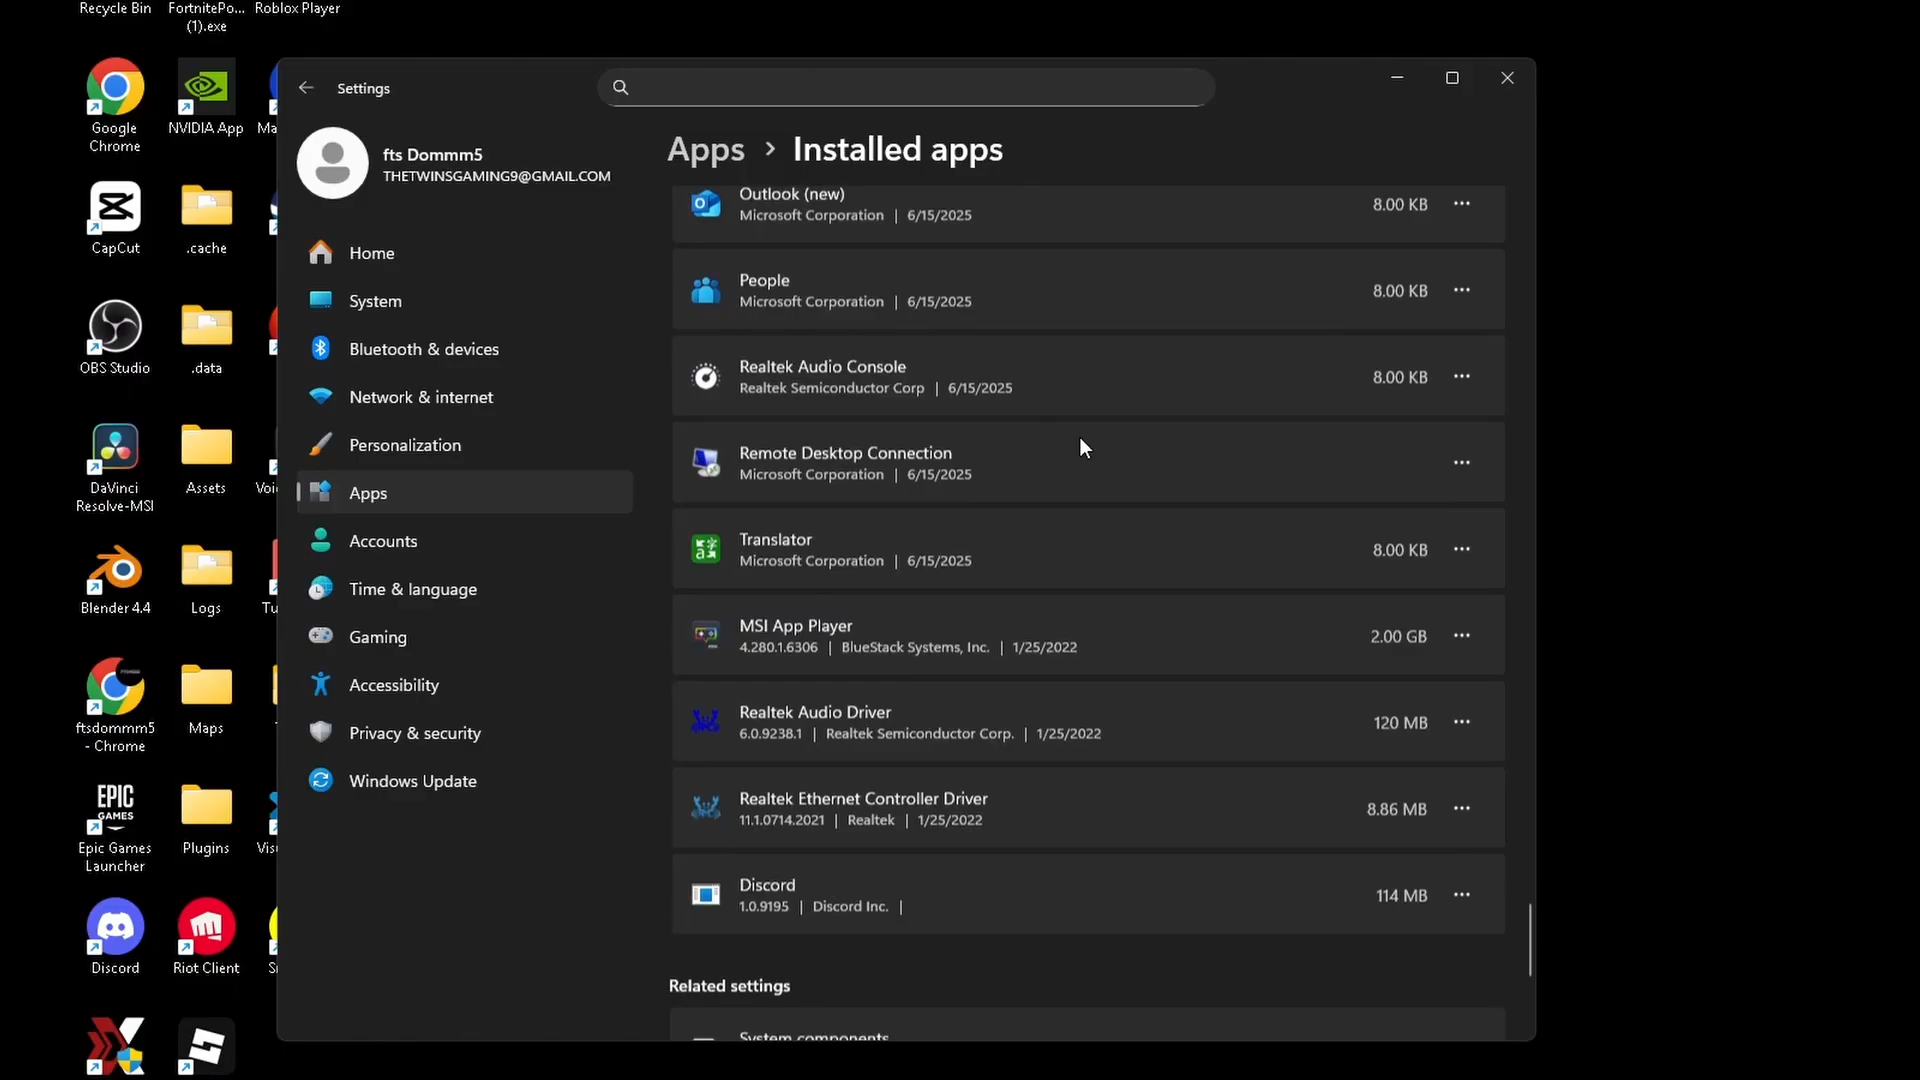 Recycle Bin
FortnitePo...
(1).exe
Roblox Player
Google
Chrome
NVIDIA App
Ma
CapCut
.cache
OBS Studio
.data
DaVinci
Resolve-MSI
Assets
Voi
Blender 4.4
Logs
Tu
ftsdommm5
- Chrome
Maps
EPIC
GAMES
Epic Games
Launcher
Plugins
Visu
Discord
Riot Client
Settings
fts Dommm5
THETWINSGAMING9@GMAIL.COM
Home
System
Bluetooth & devices
Network & internet
Personalization
Apps
Accounts
Time & language
Gaming
Accessibility
Privacy & security
Windows Update
Apps > Installed apps
Outlook (new)
Microsoft Corporation | 6/15/2025
8.00 KB
People
Microsoft Corporation | 6/15/2025
8.00 KB
Realtek Audio Console
Realtek Semiconductor Corp | 6/15/2025
8.00 KB
Remote Desktop Connection
Microsoft Corporation | 6/15/2025
Translator
Microsoft Corporation | 6/15/2025
8.00 KB
MSI App Player
4.280.1.6306 | BlueStack Systems, Inc. | 1/25/2022
2.00 GB
Realtek Audio Driver
6.0.9238.1 | Realtek Semiconductor Corp. | 1/25/2022
120 MB
Realtek Ethernet Controller Driver
11.1.0714.2021 | Realtek | 1/25/2022
8.86 MB
Discord
1.0.9195 | Discord Inc. |
114 MB
Related settings
System components